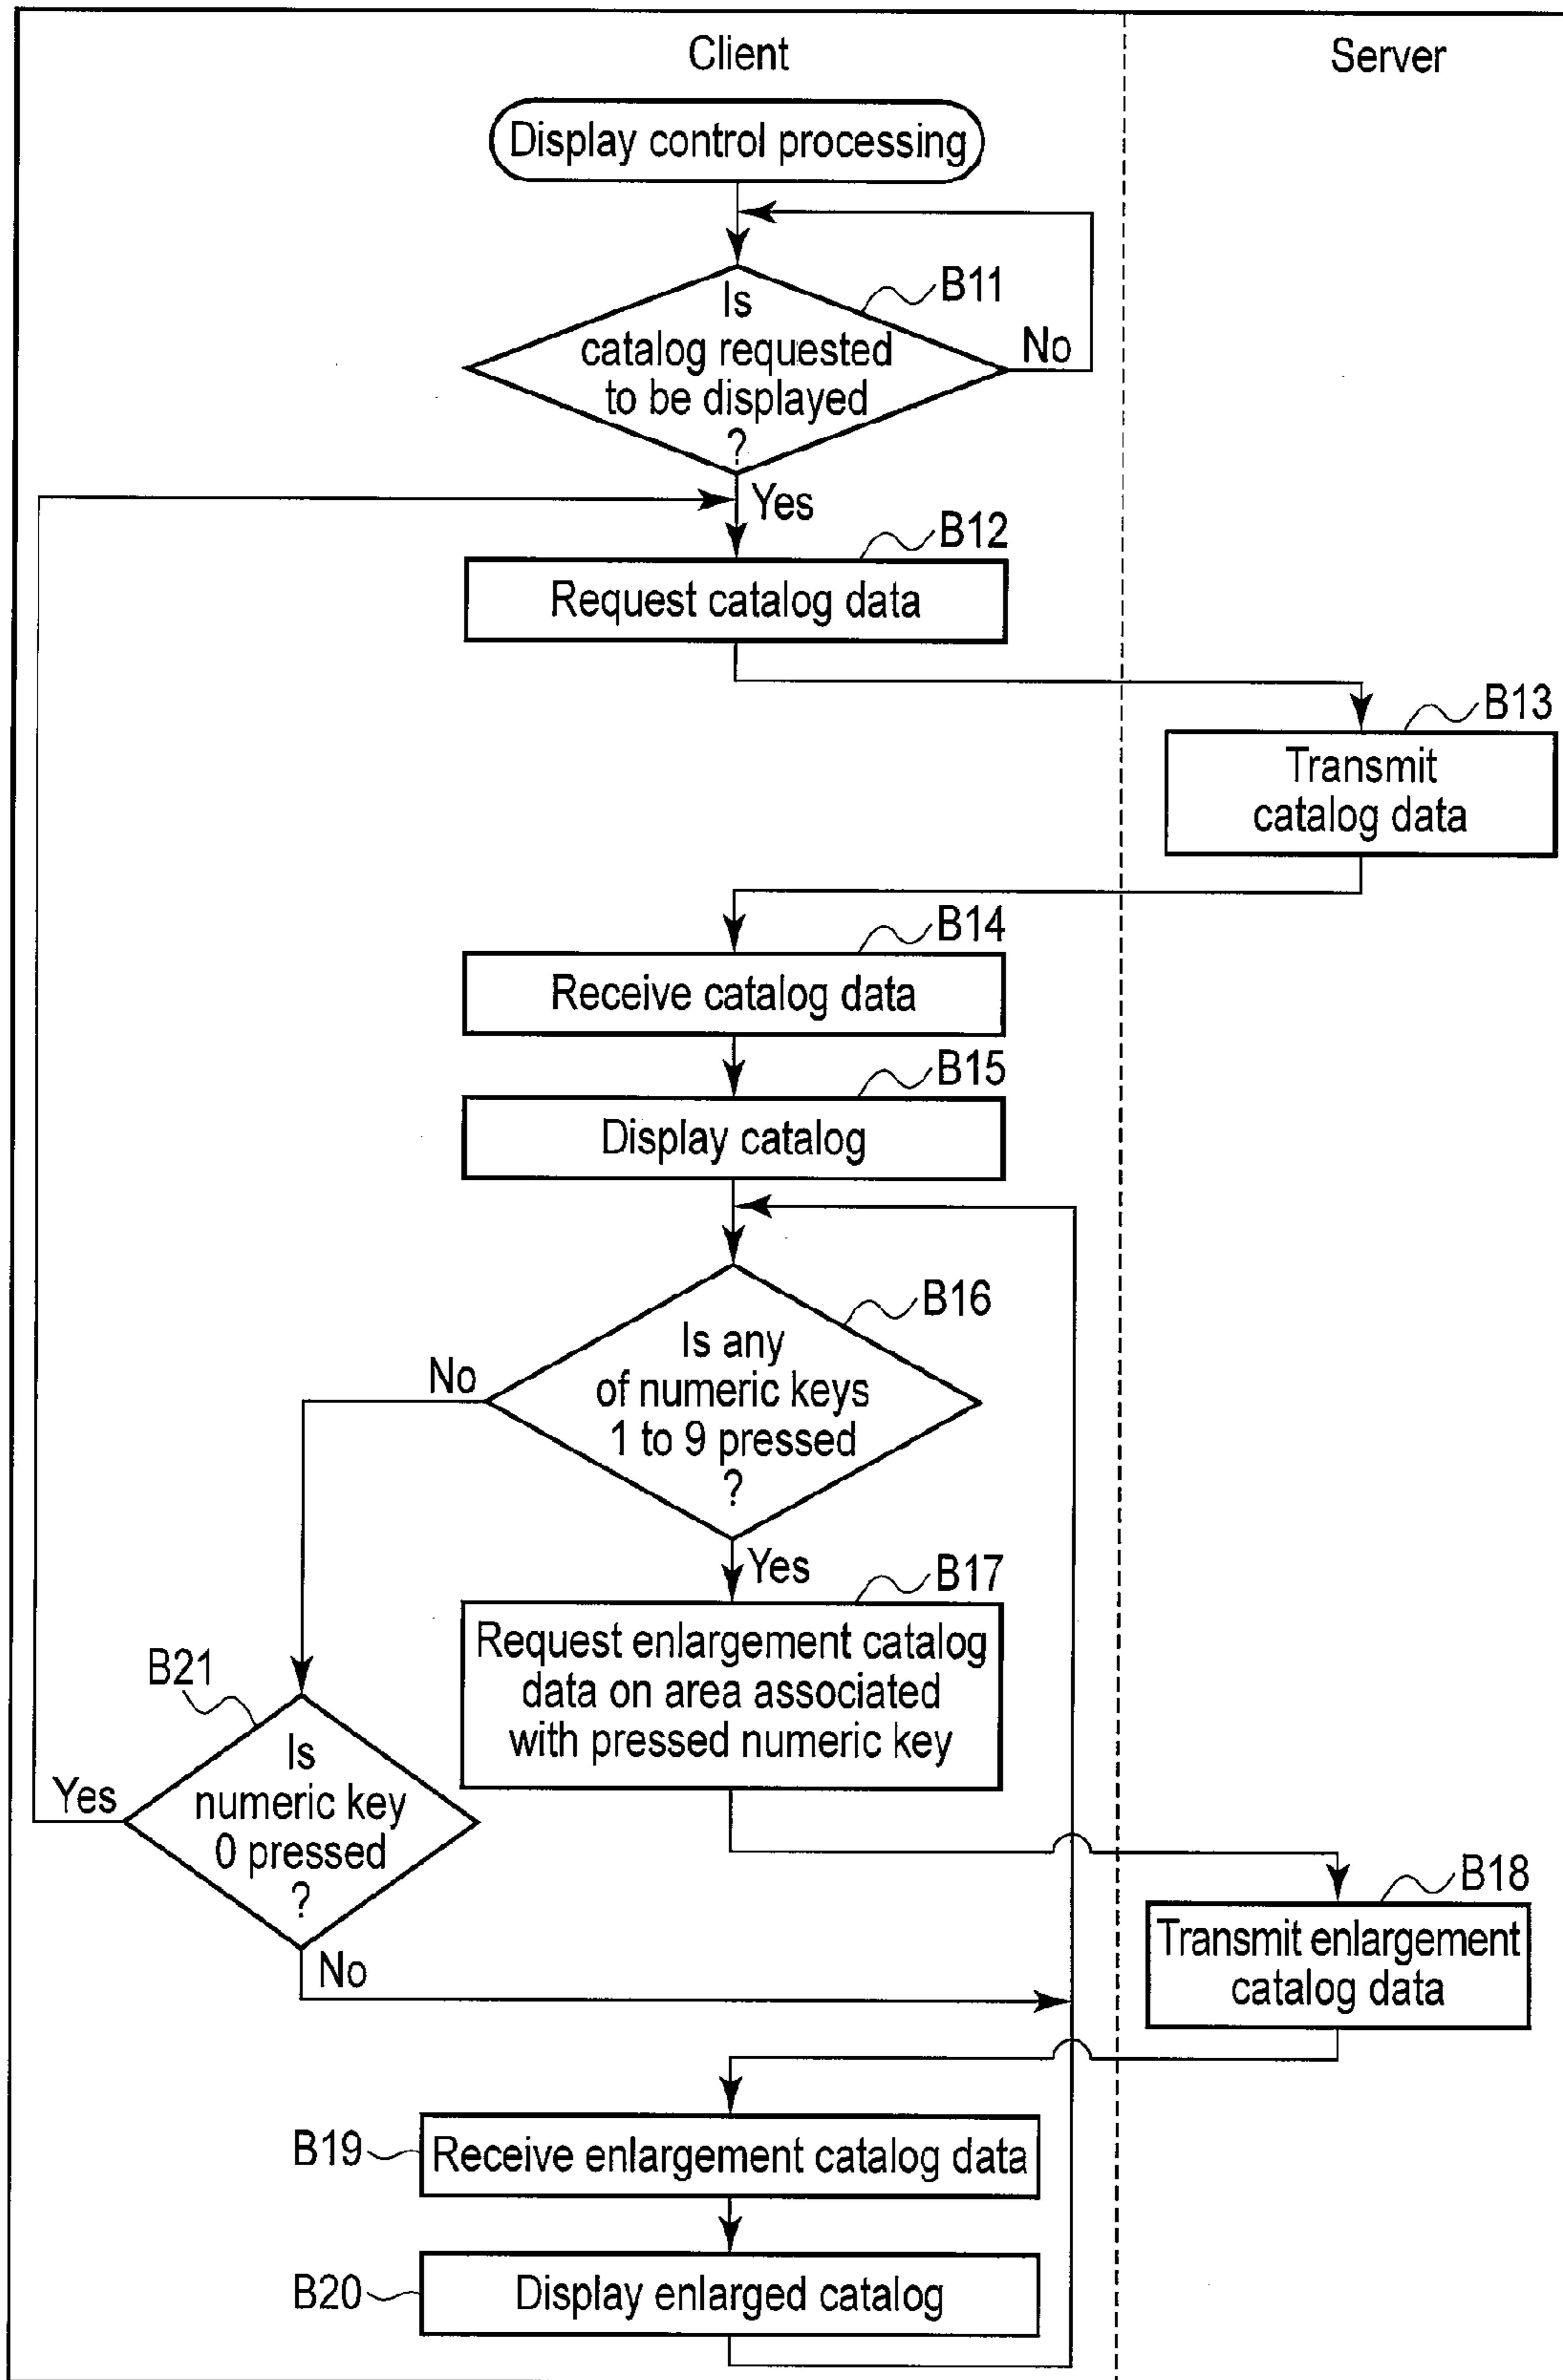 Client
Server
Display control processing
B11
Is
catalog requested
to be displayed
?
No
Yes
B12
Request catalog data
B13
Transmit
catalog data
B14
Receive catalog data
B15
Display catalog
B16
Is any
of numeric keys
1 to 9 pressed
?
No
Yes
B17
Request enlargement catalog
data on area associated
with pressed numeric key
B21
Is
numeric key
0 pressed
?
Yes
No
B18
Transmit enlargement
catalog data
B19
Receive enlargement catalog data
B20
Display enlarged catalog